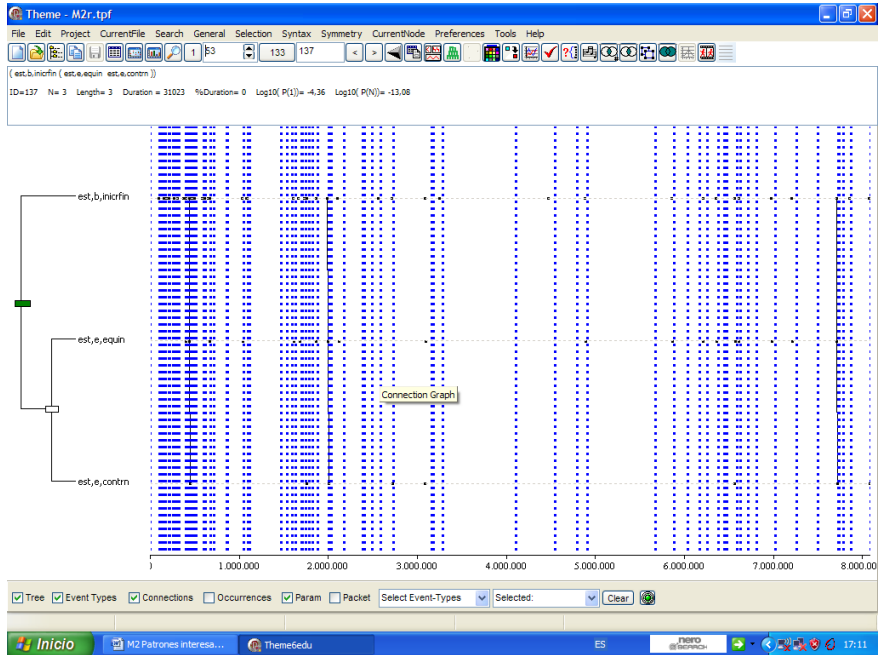 Theme - M2r.tpf
File Edit Project CurrentFile Search General Selection Syntax Symmetry CurrentNode Preferences Tools Help
1 53 133 137 < >
( est,b,inicrfin ( est,e,equin est,e,contrn ))
ID=137 N= 3 Length= 3 Duration = 31023 %Duration= 0 Log10( P(1))= -4,36 Log10( P(N))= -13,08
est,b,inicrfin
est,e,equin
Connection Graph
est,e,contrn
1.000.000 2.000.000 3.000.000 4.000.000 5.000.000 6.000.000 7.000.000 8.000.00
Tree Event Types Connections Occurrences Param Packet Select Event-Types Selected: Clear
Inicio M2 Patrones interesa... Theme6edu ES nero SEARCH 17:11